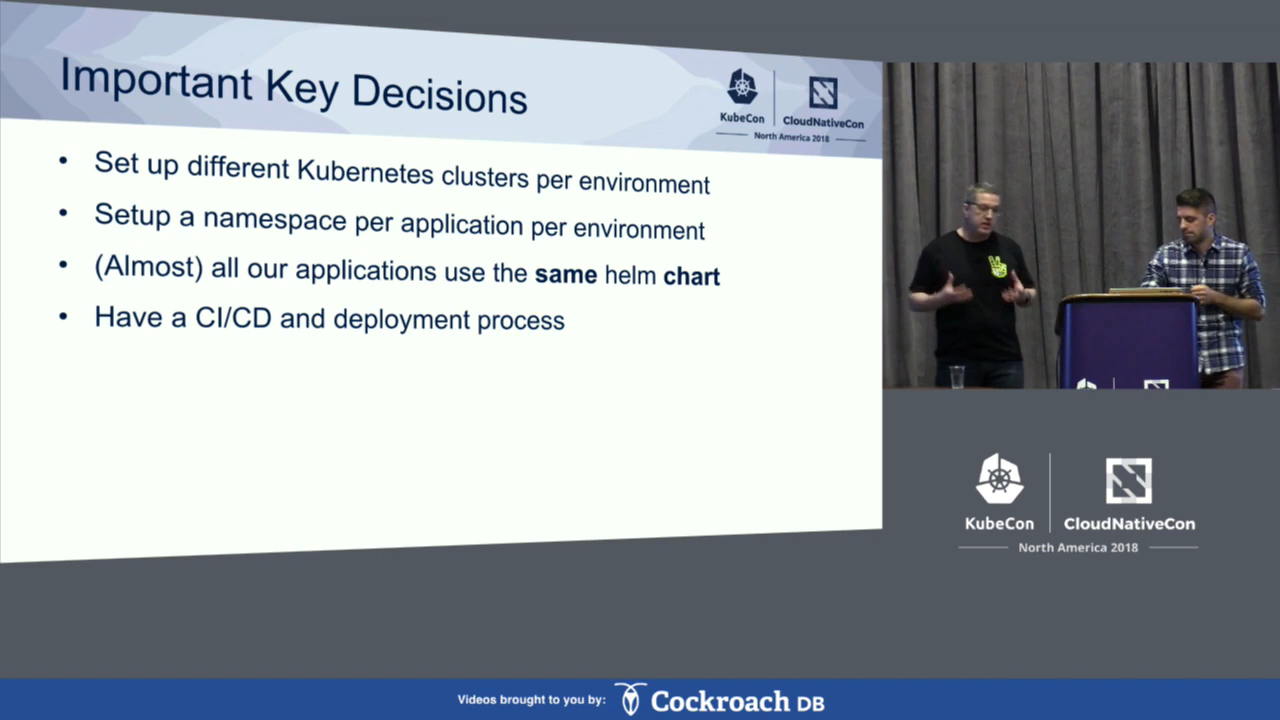 Important Key Decisions
KubeCon
CloudNativeCon
North America 2018
• Set up different Kubernetes clusters per environment
• Setup a namespace per application per environment
• (Almost) all our applications use the same helm chart
• Have a CI/CD and deployment process
KubeCon
CloudNativeCon
North America 2018
Videos brought to you by: Cockroach DB